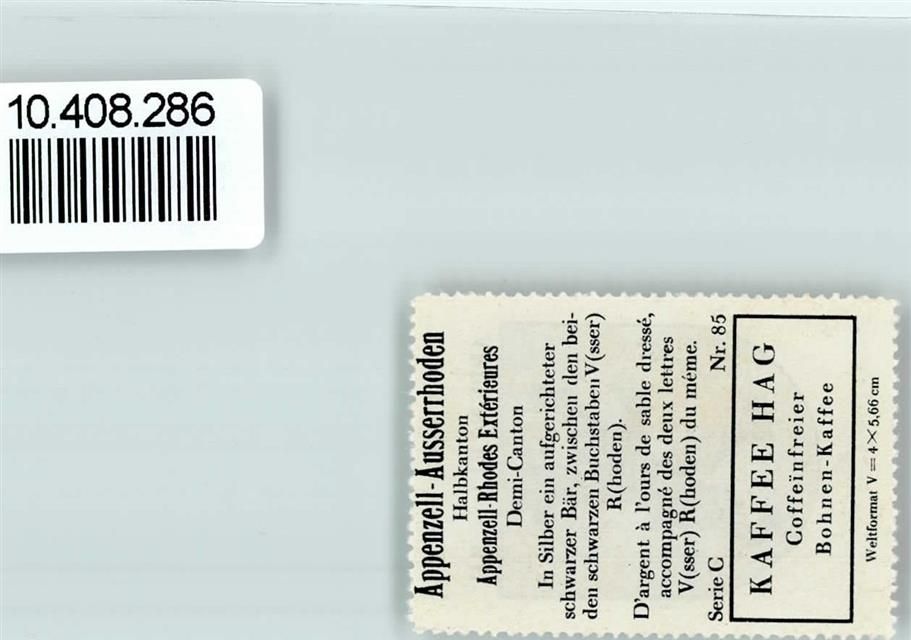 10.408.286
Appenzell-Ausserrhoden
Halbkanton
Appenzell-Rhodes Extérieures
Demi-Canton
In Silber ein aufgerichteter
schwarzer Bär, zwischen den bei-
den schwarzen Buchstaben V(sser)
R(hoden).
D'argent à l'ours de sable dressé,
accompagné des deux lettres
V(sser) R(hoden) du méme.
Serie C Nr. 85
KAFFEE HAG
Coffeinfreier
Bohnen-Kaffee
Weltformat V = 4 × 5,66 cm